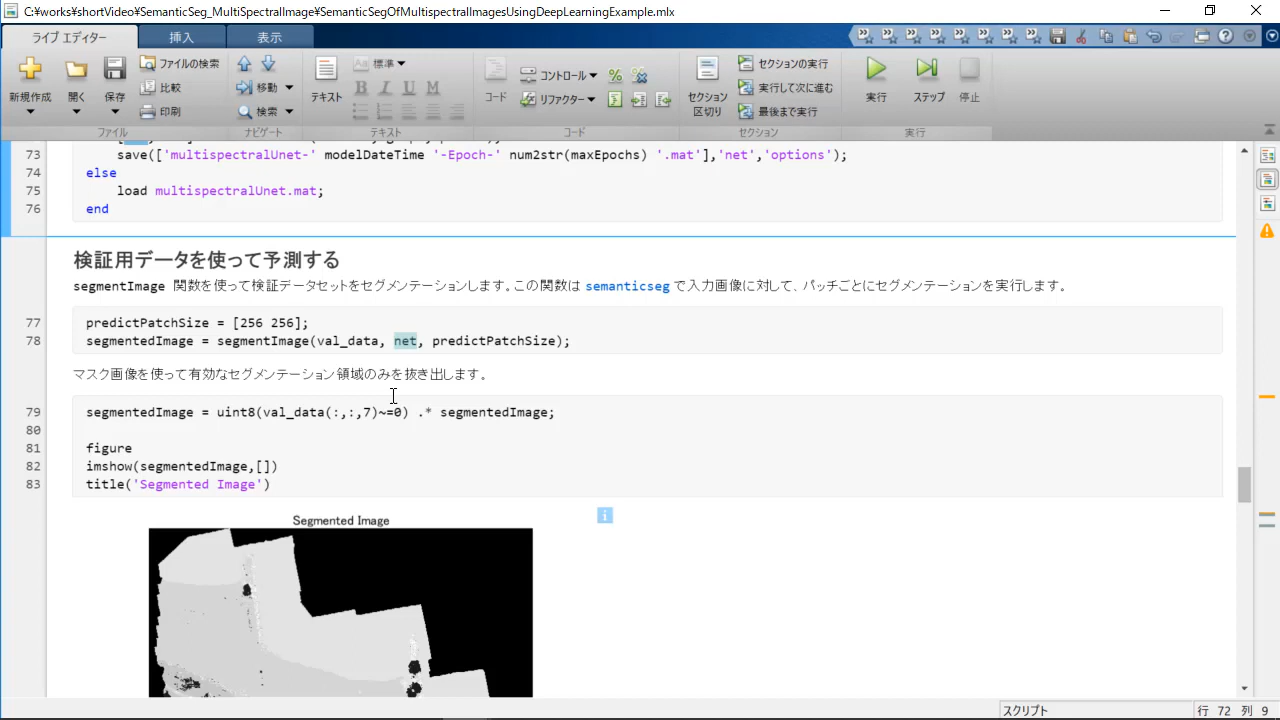 C:¥works¥shortVideo¥SemanticSeg_MultiSpectralImage¥SemanticSegOfMultispectralImagesUsingDeepLearningExample.mlx
ライブ エディター
挿入
表示
新規作成
開く
保存
ファイルの検索
比較
印刷
ファイル
移動
検索
ナビゲート
テキスト
標準
B I U M
テキスト
コード
コントロール
リファクター
コード
セクション
区切り
セクションの実行
実行して次に進む
最後まで実行
セクション
実行
ステップ
停止
実行
73 save(['multispectralUnet-' modelDateTime '-Epoch-' num2str(maxEpochs) '.mat'],'net','options');
74 else
75 load multispectralUnet.mat;
76 end
検証用データを使って予測する
segmentImage 関数を使って検証データセットをセグメンテーションします。この関数は semanticseg で入力画像に対して、パッチごとにセグメンテーションを実行します。
77 predictPatchSize = [256 256];
78 segmentedImage = segmentImage(val_data, net, predictPatchSize);
マスク画像を使って有効なセグメンテーション領域のみを抜き出します。
79 segmentedImage = uint8(val_data(:,:,7)~=0) .* segmentedImage;
80
81 figure
82 imshow(segmentedImage,[])
83 title('Segmented Image')
Segmented Image
スクリプト
行 72 列 9